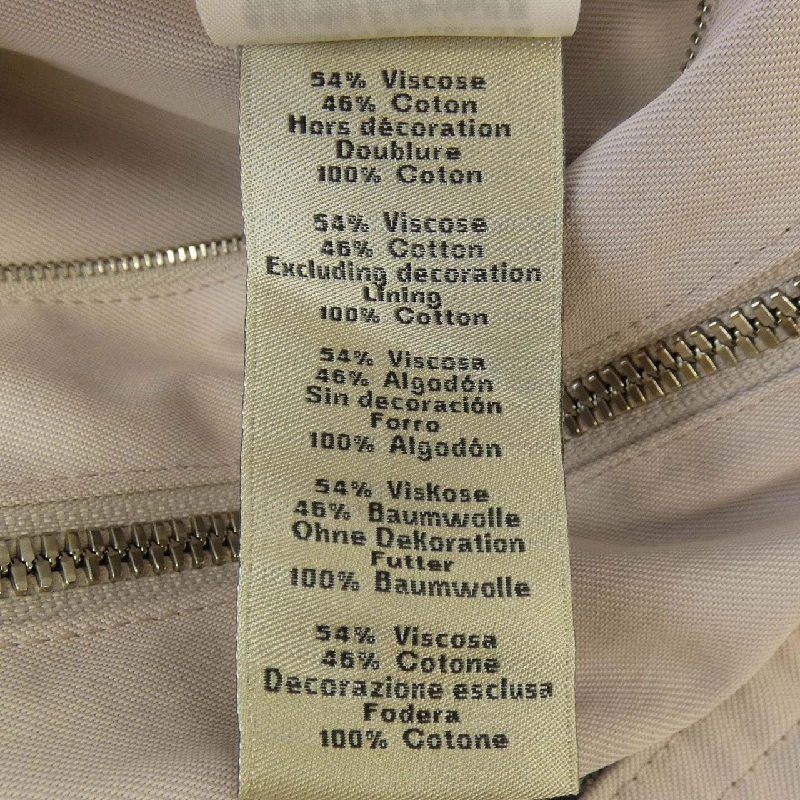 54% Viscose
46% Coton
Hors décoration
Doublure
100% Coton
54% Viscose
46% Cotton
Excluding decoration
Lining
100% Cotton
54% Viscosa
46% Algodón
Sin decoración
Forro
100% Algodón
54% Viskose
46% Baumwolle
Ohne Dekoration
Futter
100% Baumwolle
54% Viscosa
46% Cotone
Decorazione esclusa
Fodera
100% Cotone